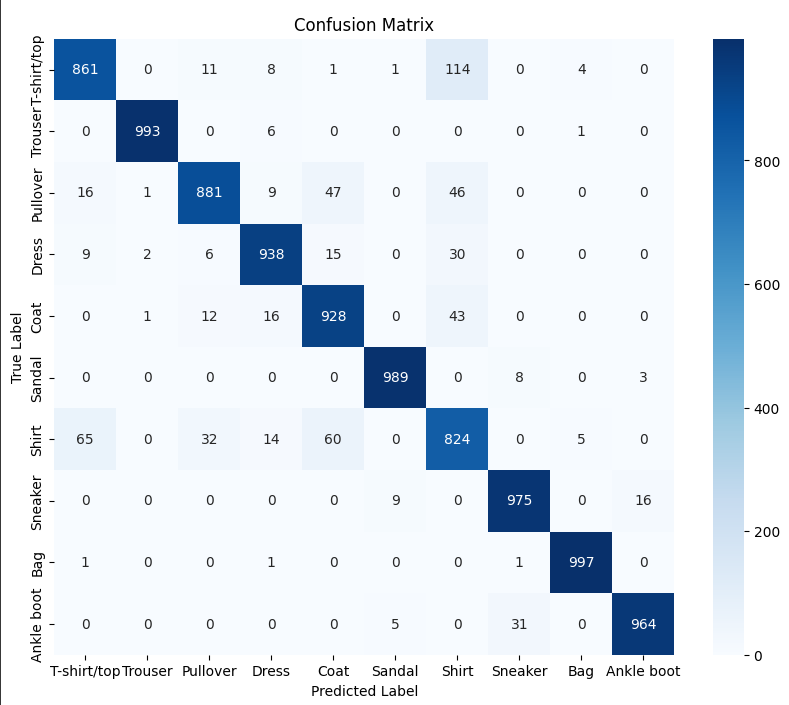 Confusion Matrix
T-shirt/top 861 0 11 8 1 1 114 0 4 0
Trouser 0 993 0 6 0 0 0 0 1 0
Pullover 16 1 881 9 47 0 46 0 0 0
Dress 9 2 6 938 15 0 30 0 0 0
Coat 0 1 12 16 928 0 43 0 0 0
Sandal 0 0 0 0 0 989 0 8 0 3
Shirt 65 0 32 14 60 0 824 0 5 0
Sneaker 0 0 0 0 0 9 0 975 0 16
Bag 1 0 0 1 0 0 0 1 997 0
Ankle boot 0 0 0 0 0 5 0 31 0 964
T-shirt/top Trouser Pullover Dress Coat Sandal Shirt Sneaker Bag Ankle boot
Predicted Label
True Label
800
600
400
200
0